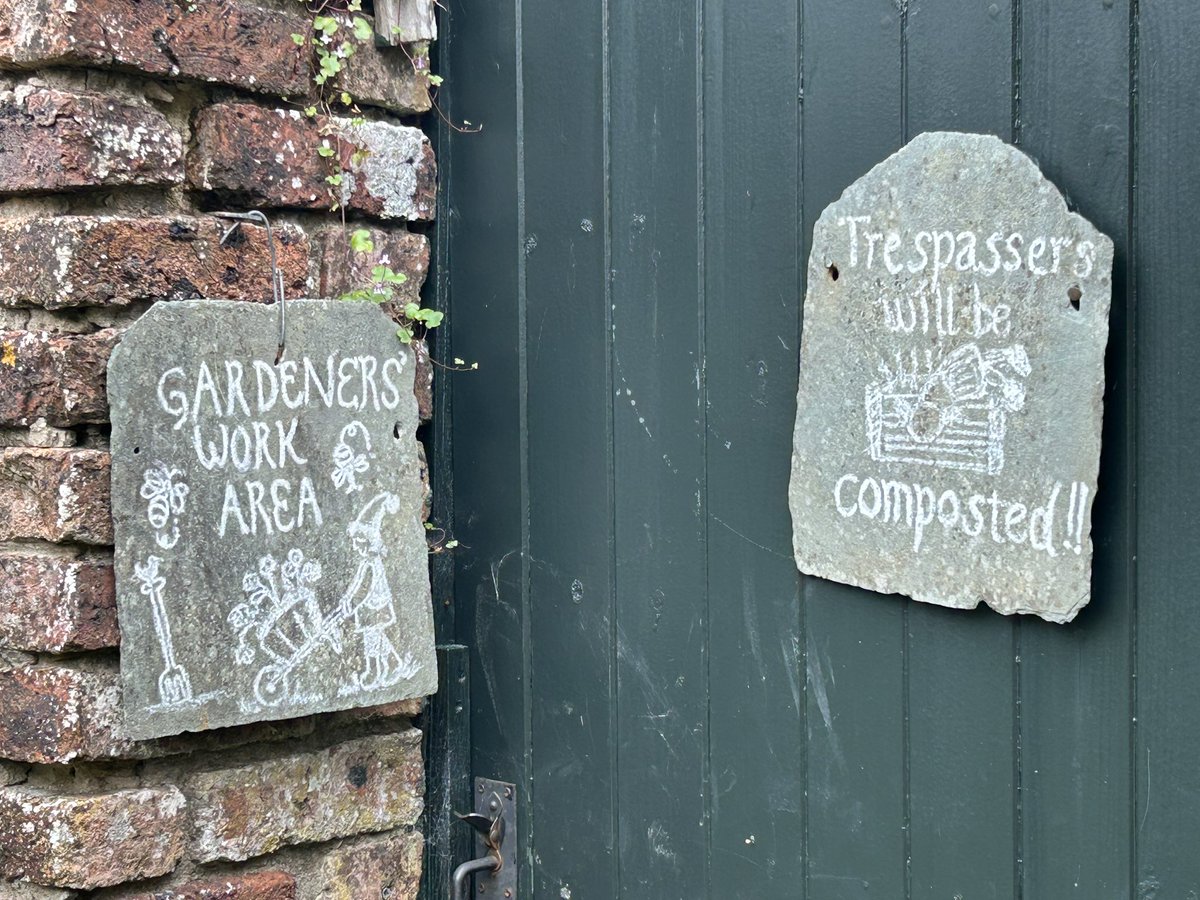 GARDENERS'
WORK
AREA
Trespassers
will be
composted!!